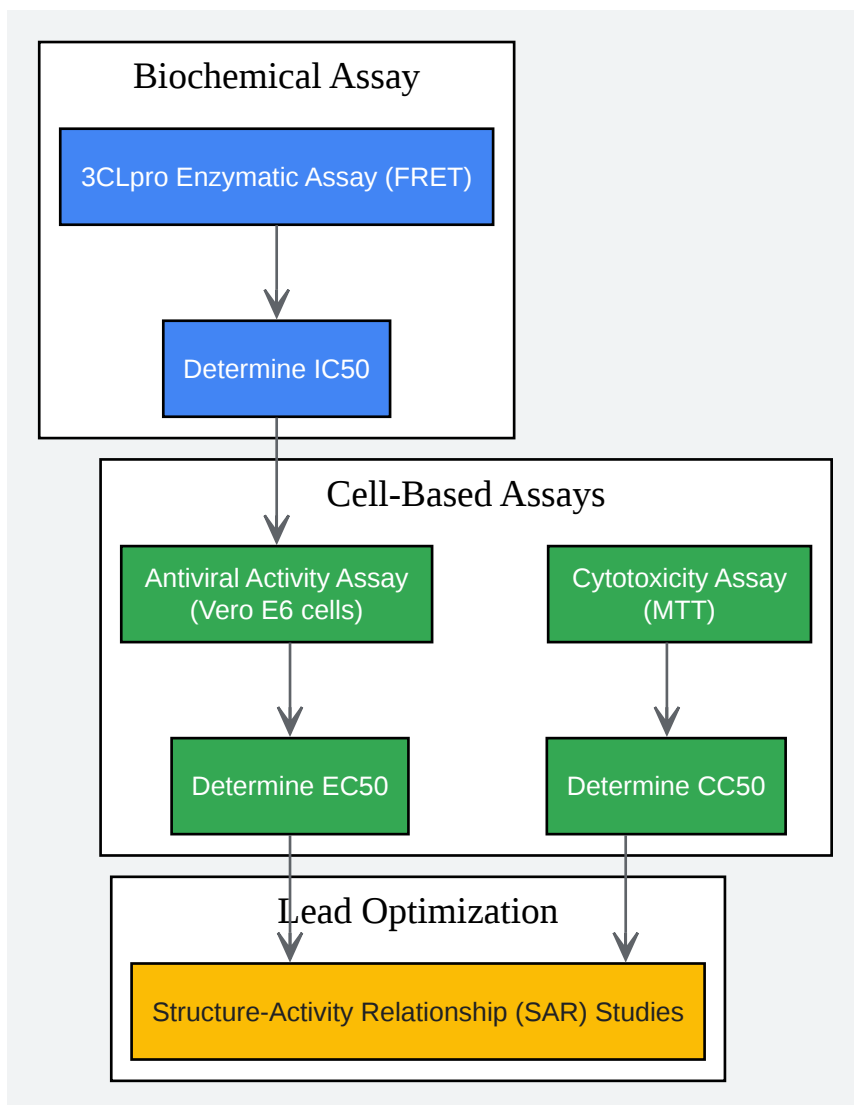 Biochemical Assay
3CLpro Enzymatic Assay (FRET)
Determine IC50
Cell-Based Assays
Antiviral Activity Assay
(Vero E6 cells)
Cytotoxicity Assay
(MTT)
Determine EC50
Determine CC50
Lead Optimization
Structure-Activity Relationship (SAR) Studies